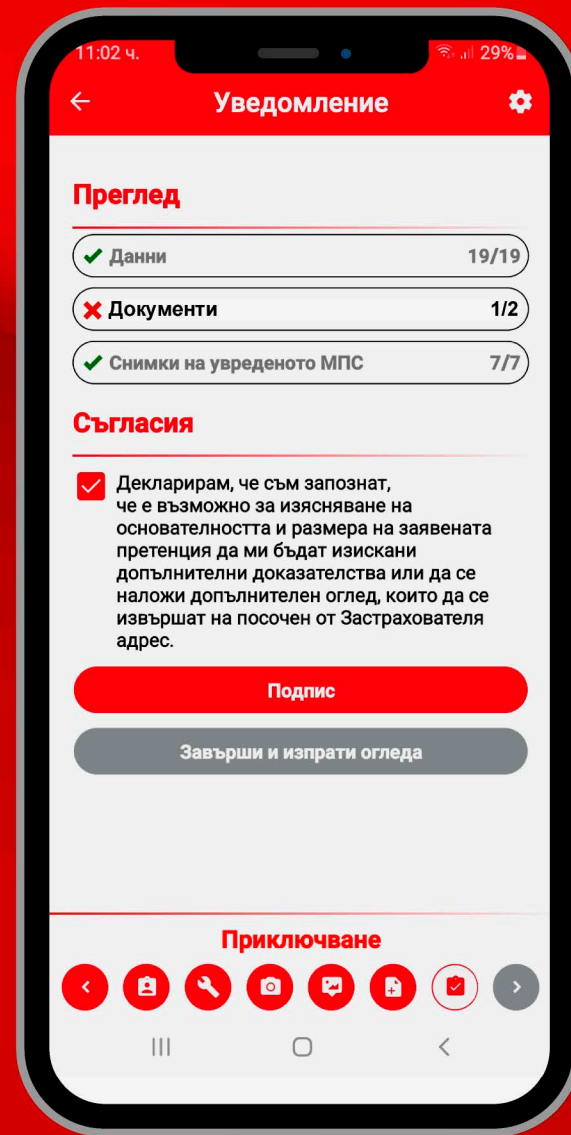 11:02 ч.
29%
Уведомление
Преглед
Данни 19/19
Документи 1/2
Снимки на увреденото МПС 7/7
Съгласия
Декларирам, че съм запознат,
че е възможно за изясняване на
основателността и размера на заявената
претенция да ми бъдат изискани
допълнителни доказателства или да се
наложи допълнителен оглед, които да се
извършат на посочен от Застрахователя
адрес.
Подпис
Завърши и изпрати огледа
Приключване